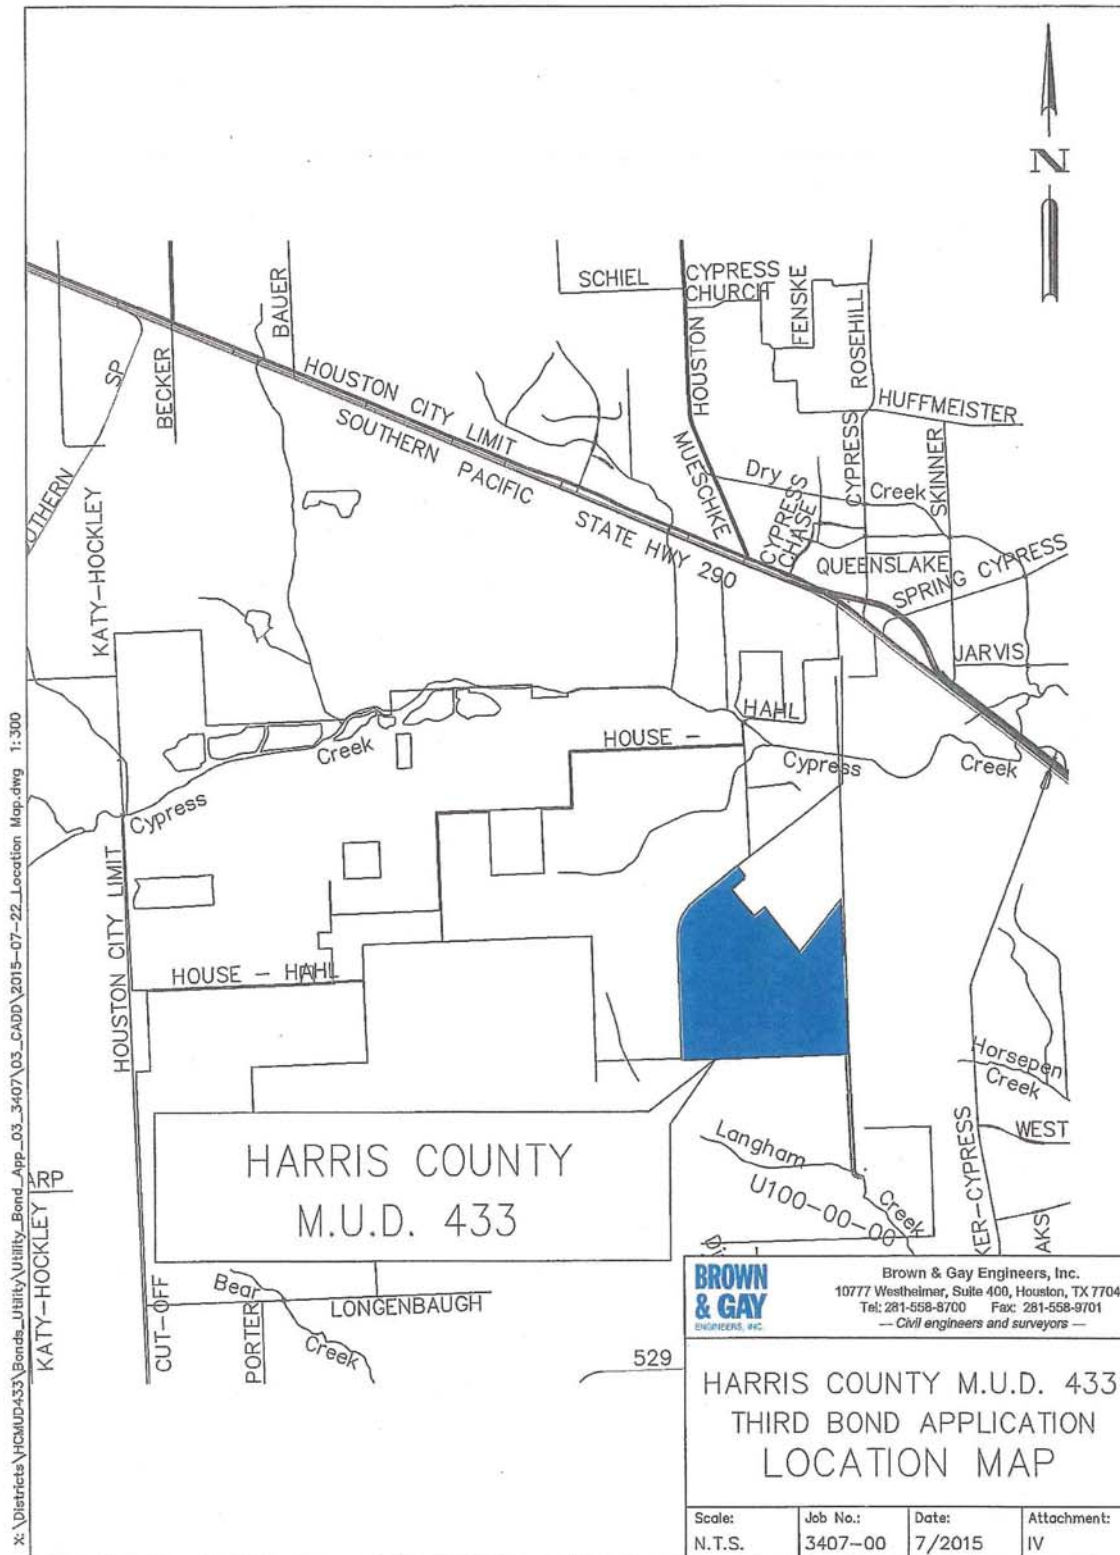 N
SCHIEL
CYPRESS
CHURCH
FENSKE
ROSEHILL
BAUER
BECKER
SP
HOUSTON CITY LIMIT
SOUTHERN PACIFIC
STATE HWY 290
HOUSTON
MUESCHKE
HUFFMEISTER
CYPRESS
SKINNER
Dry
Creek
CYPRESS
CHASE
QUEENSLAKE
SPRING CYPRESS
JARVIS
UTHERN
KATY-HOCKLEY
HAHL
HOUSE -
Creek
Cypress
Cypress
Creek
HOUSTON CITY LIMIT
HOUSE - HAHL
Horsepen
Creek
WEST
KER-CYPRESS
AKS
Langham
U100-00-00
Creek
HARRIS COUNTY
M.U.D. 433
ARP
KATY-HOCKLEY
CUT-OFF
PORTER
Bear
Creek
LONGENBAUGH
529
X:\Districts\HCMUD433\Bonds_Utility\Utility_Bond_App_03_3407\03_CADD\2015-07-22_Location Map.dwg 1:300
BROWN
& GAY
ENGINEERS, INC.
Brown & Gay Engineers, Inc.
10777 Westheimer, Suite 400, Houston, TX 7704
Tel: 281-558-8700 Fax: 281-558-9701
— Civil engineers and surveyors —
HARRIS COUNTY M.U.D. 433
THIRD BOND APPLICATION
LOCATION MAP
Scale:
N.T.S.
Job No.:
3407-00
Date:
7/2015
Attachment:
IV